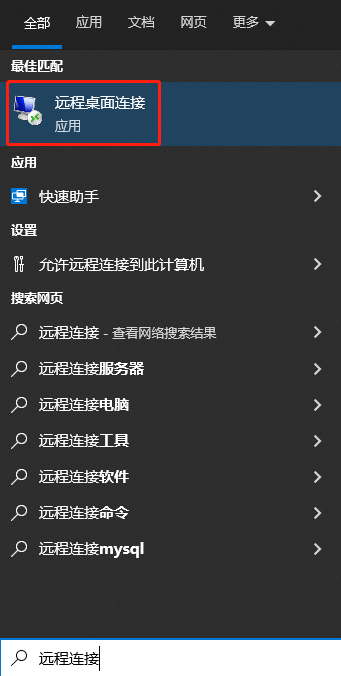 全部 应用 文档 网页 更多
最佳匹配
远程桌面连接
应用
应用
快速助手
设置
允许远程连接到此计算机
搜索网页
远程连接 - 查看网络搜索结果
远程连接服务器
远程连接电脑
远程连接工具
远程连接软件
远程连接命令
远程连接mysql
远程连接